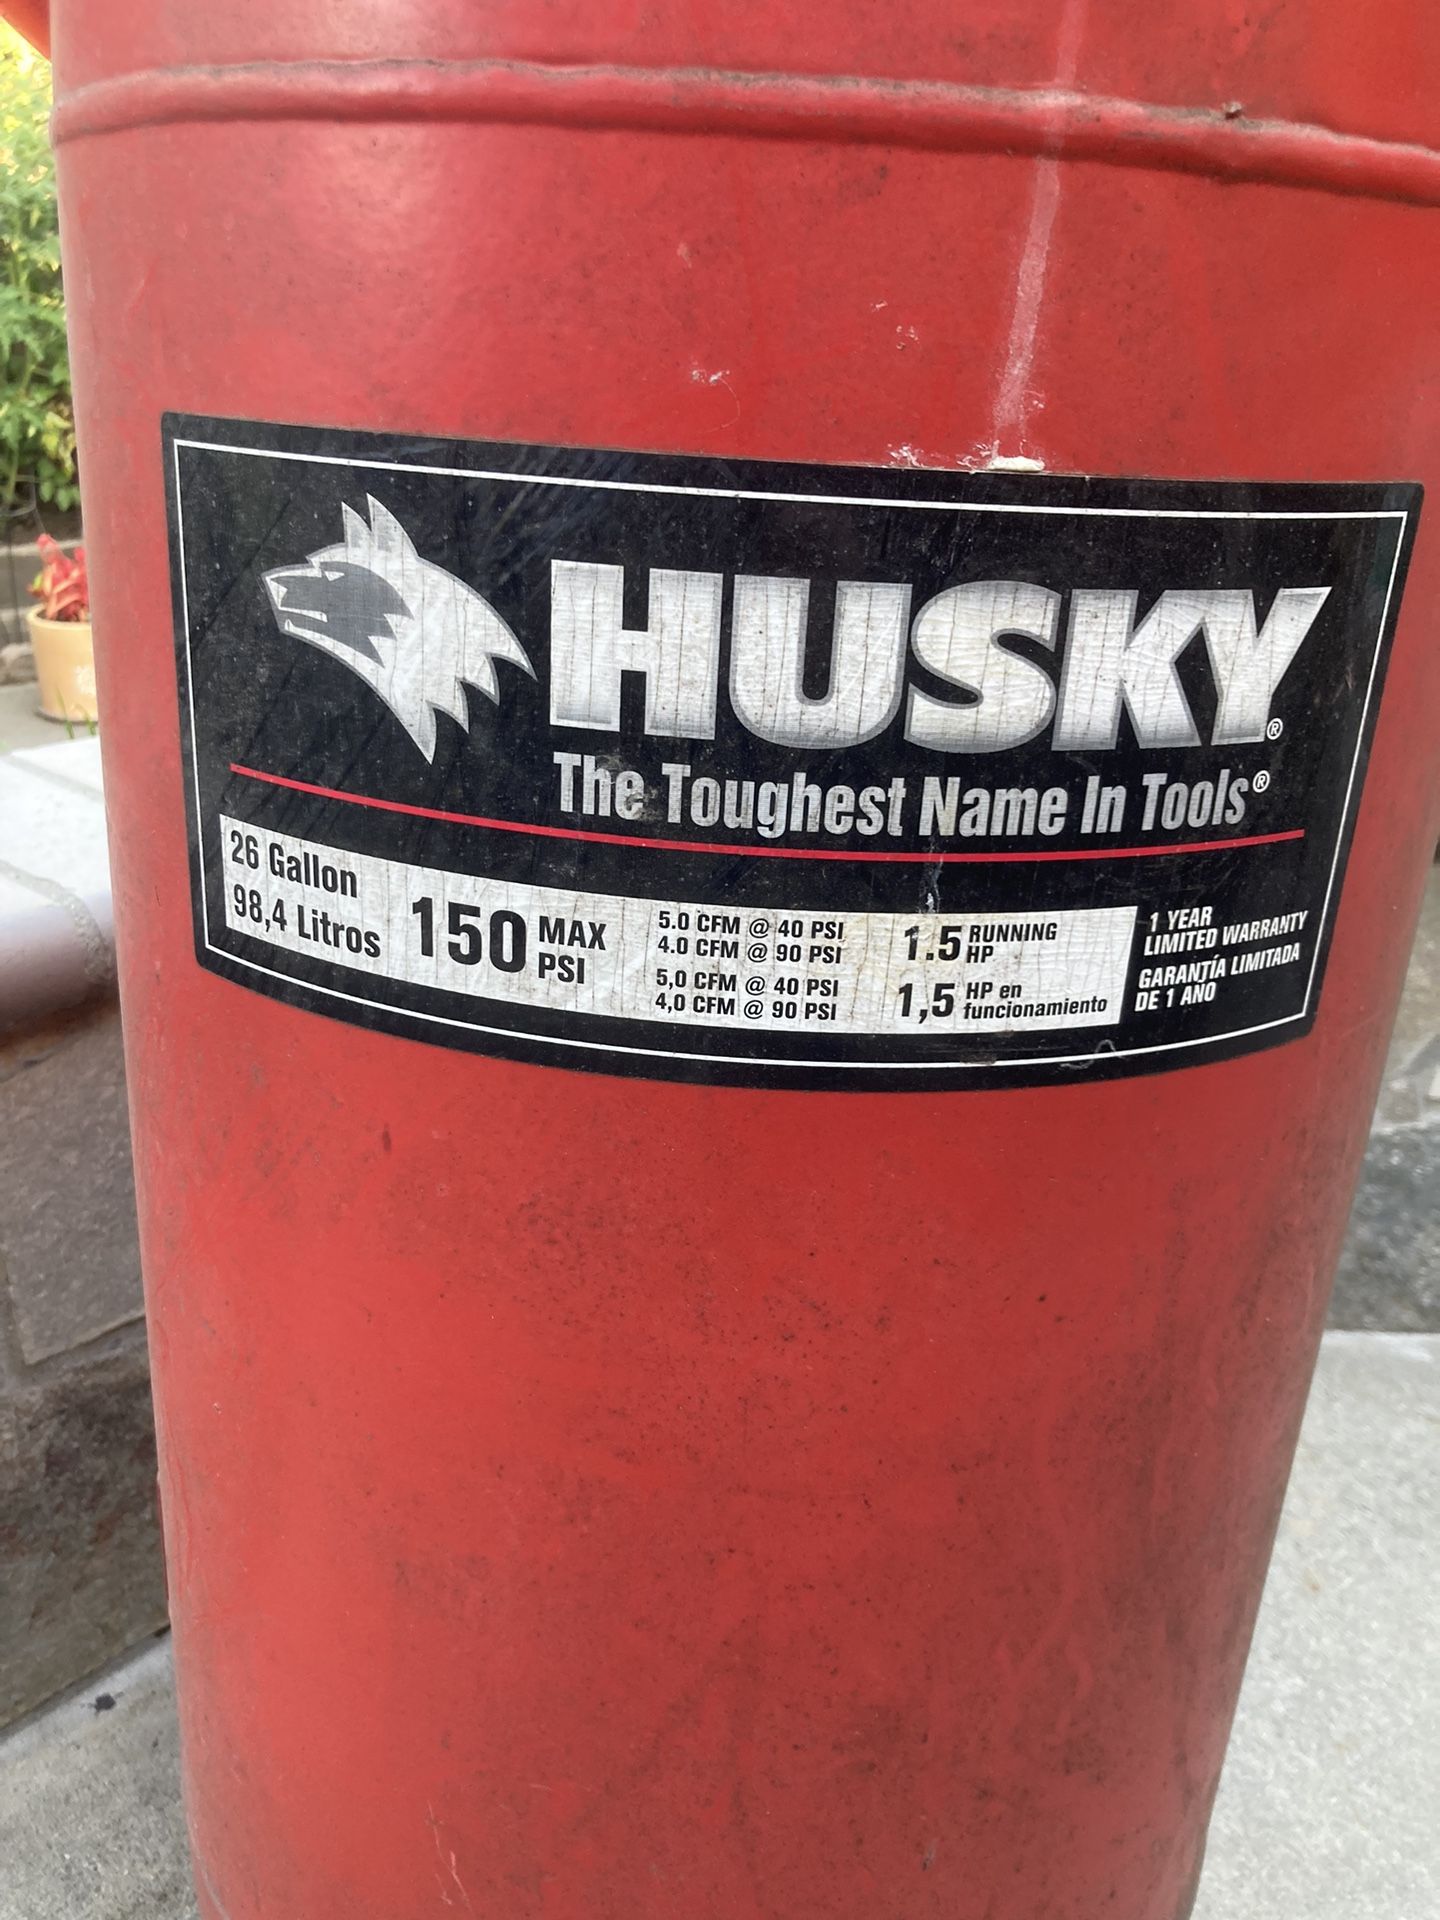 HUSKY®
The Toughest Name In Tools®
26 Gallon
98,4 Litros
150 MAX PSI
5.0 CFM @ 40 PSI
4.0 CFM @ 90 PSI
5,0 CFM @ 40 PSI
4,0 CFM @ 90 PSI
1.5 RUNNING HP
1,5 HP en funcionamiento
1 YEAR
LIMITED WARRANTY
GARANTÍA LIMITADA
DE 1 ANO